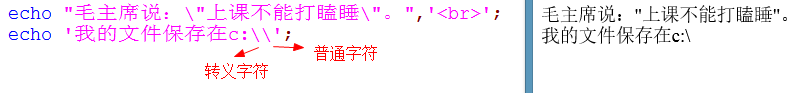 echo "毛主席说：\"上课不能打瞌睡\"。",'<br>';
echo '我的文件保存在c:\\';
转义字符
普通字符
毛主席说："上课不能打瞌睡"。
我的文件保存在c:\